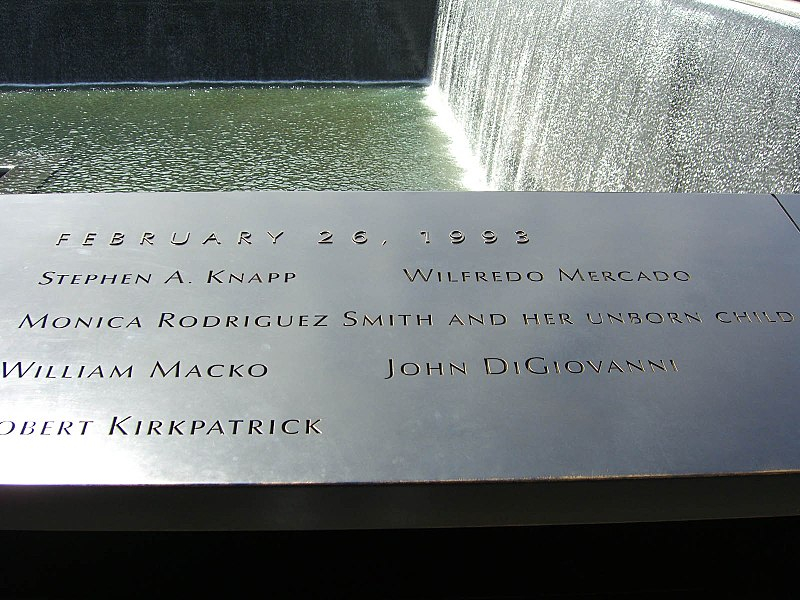 FEBRUARY 26, 1993
STEPHEN A. KNAPP WILFREDO MERCADO
MONICA RODRIGUEZ SMITH AND HER UNBORN CHILD
WILLIAM MACKO JOHN DIGIOVANNI
OBERT KIRKPATRICK